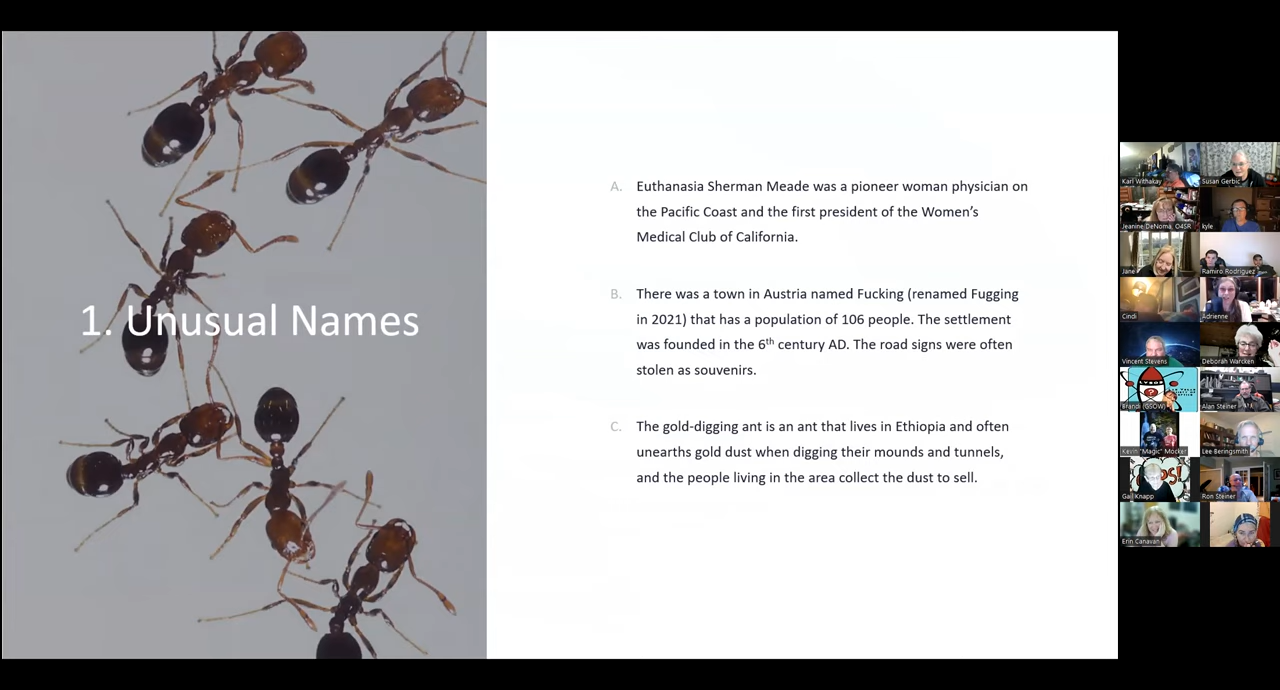 1. Unusual Names
A. Euthanasia Sherman Meade was a pioneer woman physician on
the Pacific Coast and the first president of the Women's
Medical Club of California.
B. There was a town in Austria named Fucking (renamed Fugging
in 2021) that has a population of 106 people. The settlement
was founded in the 6th century AD. The road signs were often
stolen as souvenirs.
C. The gold-digging ant is an ant that lives in Ethiopia and often
unearths gold dust when digging their mounds and tunnels,
and the people living in the area collect the dust to sell.
Karl Withakay
Susan Gerbic
Jeanine DeNoma, O4SR
kyle
Jane
Ramiro Rodriguez
Cindi
Adrienne
Vincent Stevens
Deborah Warcken
Brandi (GSOW)
Alan Steiner
Kevin "Magic" Mocker
Lee Beringsmith
Gail Knapp
Ron Steiner
Erin Canavan